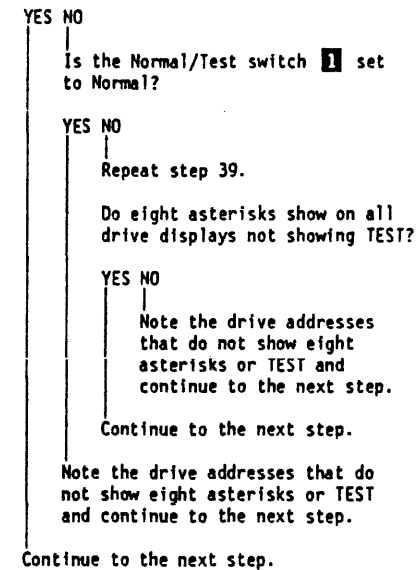 YES NO
Is the Normal/Test switch 1 set
to Normal?
YES NO
Repeat step 39.
Do eight asterisks show on all
drive displays not showing TEST?
YES NO
Note the drive addresses
that do not show eight
asterisks or TEST and
continue to the next step.
Continue to the next step.
Note the drive addresses that do
not show eight asterisks or TEST
and continue to the next step.
Continue to the next step.